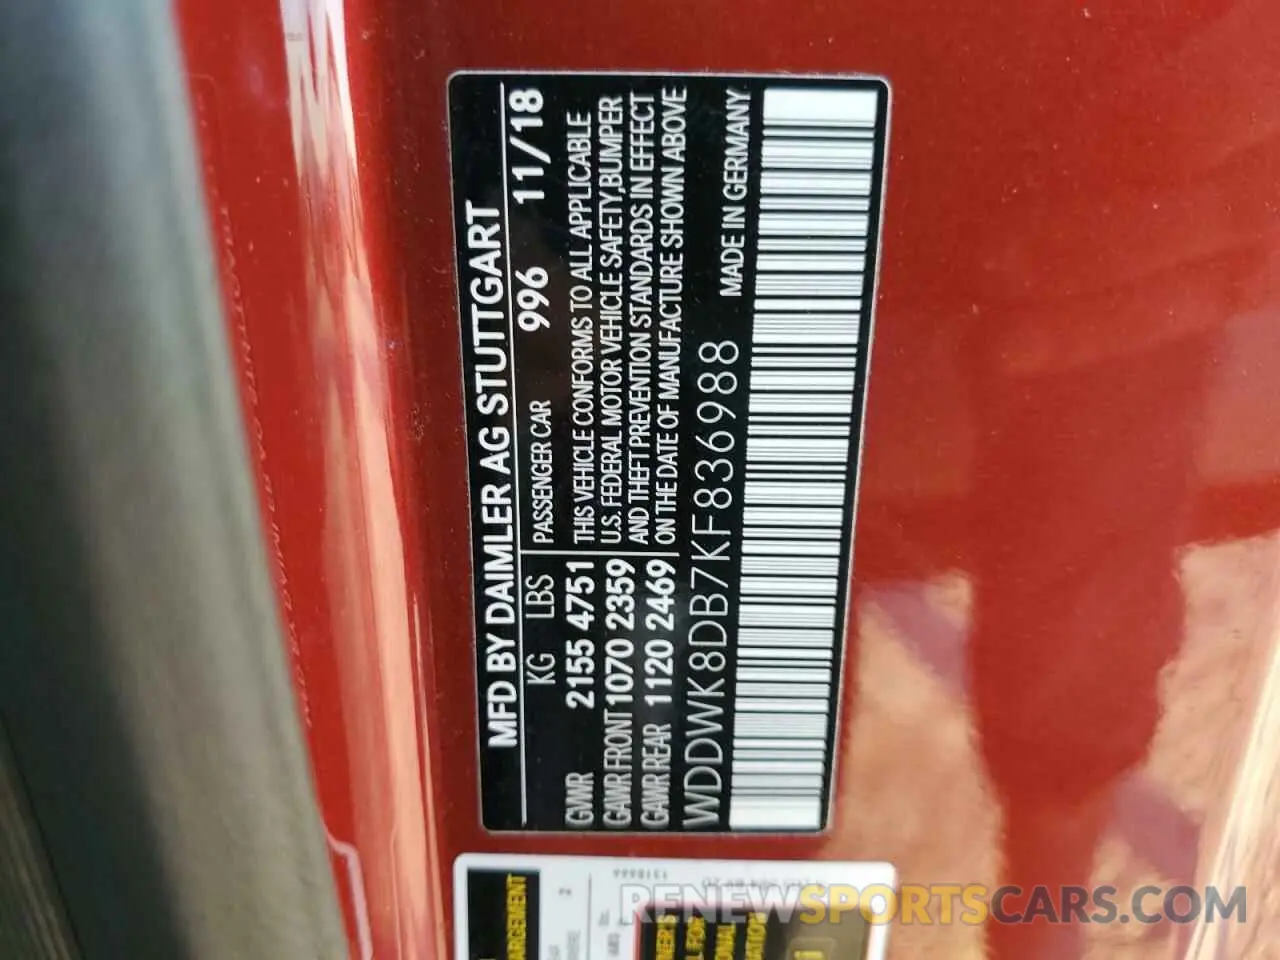 MFD BY DAIMLER AG STUTTGART
KG LBS PASSENGER CAR 996 11/18
GVWR 2155 4751
GAWR FRONT 1070 2359
GAWR REAR 1120 2469
THIS VEHICLE CONFORMS TO ALL APPLICABLE
U.S. FEDERAL MOTOR VEHICLE SAFETY,BUMPER
AND THEFT PREVENTION STANDARDS IN EFFECT
ON THE DATE OF MANUFACTURE SHOWN ABOVE
WDDWK8DB7KF836988 MADE IN GERMANY
2
RENEWSPORTSCARS.COM